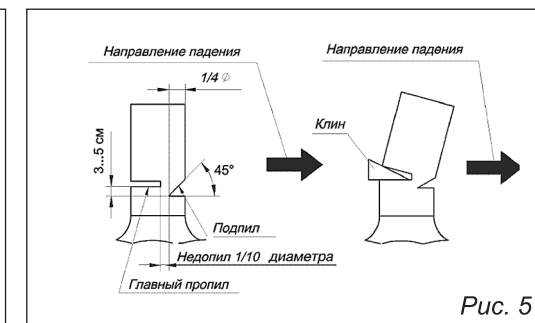 Направление падения
1/4 ϕ
3...5 см
45°
Подпил
Недопил 1/10 диаметра
Главный пропил
Направление падения
Клин
Рис. 5